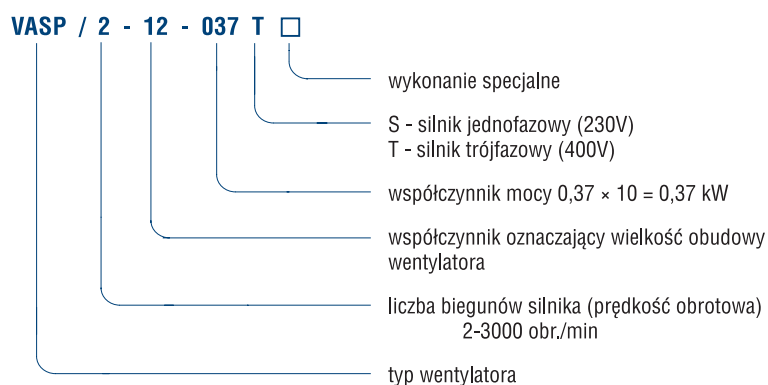 VASP / 2 - 12 - 037 T □
wykonanie specjalne
S - silnik jednofazowy (230V)
T - silnik trójfazowy (400V)
współczynnik mocy 0,37 × 10 = 0,37 kW
współczynnik oznaczający wielkość obudowy
wentylatora
liczba biegunów silnika (prędkość obrotowa)
2-3000 obr./min
typ wentylatora